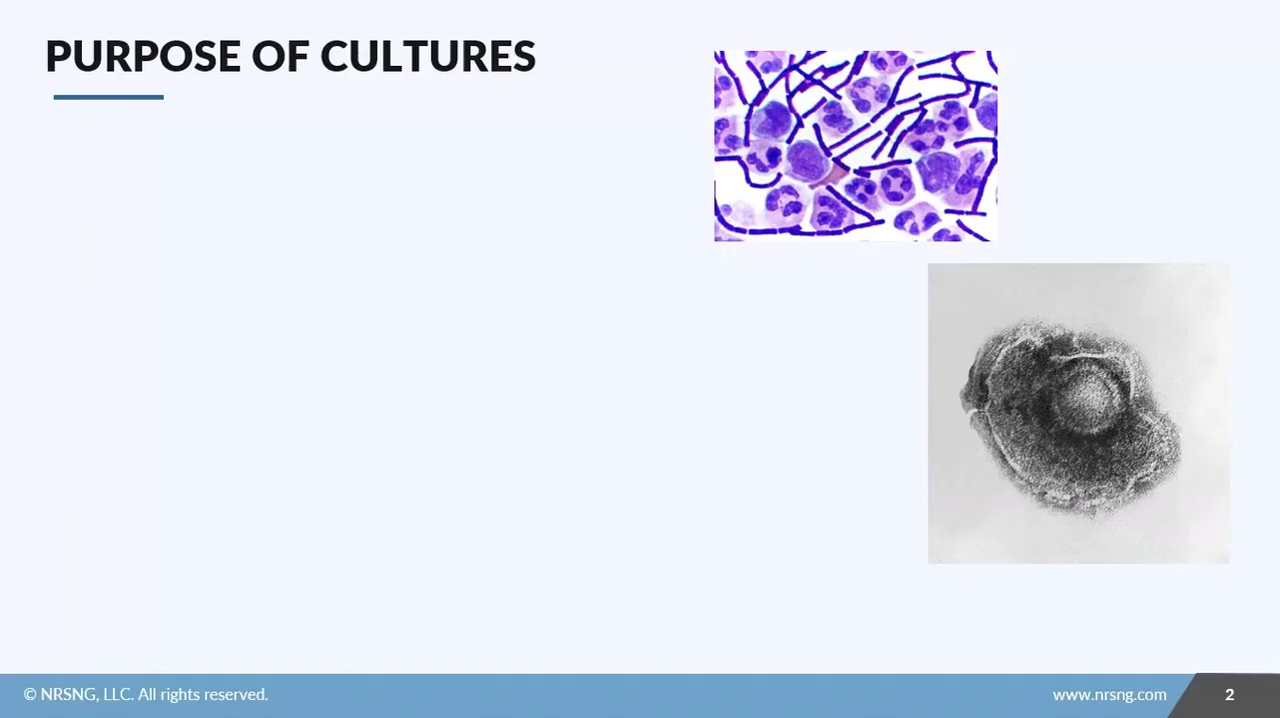 PURPOSE OF CULTURES
© NRSNG, LLC. All rights reserved.
www.nrsng.com
2